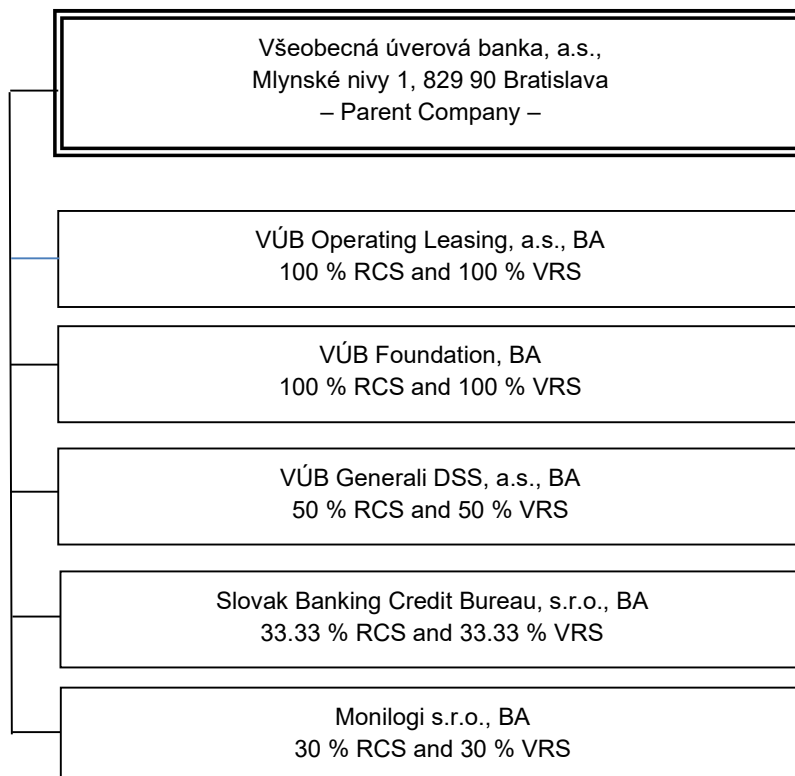 Všeobecná úverová banka, a.s.,
Mlynské nivy 1, 829 90 Bratislava
– Parent Company –
VÚB Operating Leasing, a.s., BA
100 % RCS and 100 % VRS
VÚB Foundation, BA
100 % RCS and 100 % VRS
VÚB Generali DSS, a.s., BA
50 % RCS and 50 % VRS
Slovak Banking Credit Bureau, s.r.o., BA
33.33 % RCS and 33.33 % VRS
Monilogi s.r.o., BA
30 % RCS and 30 % VRS